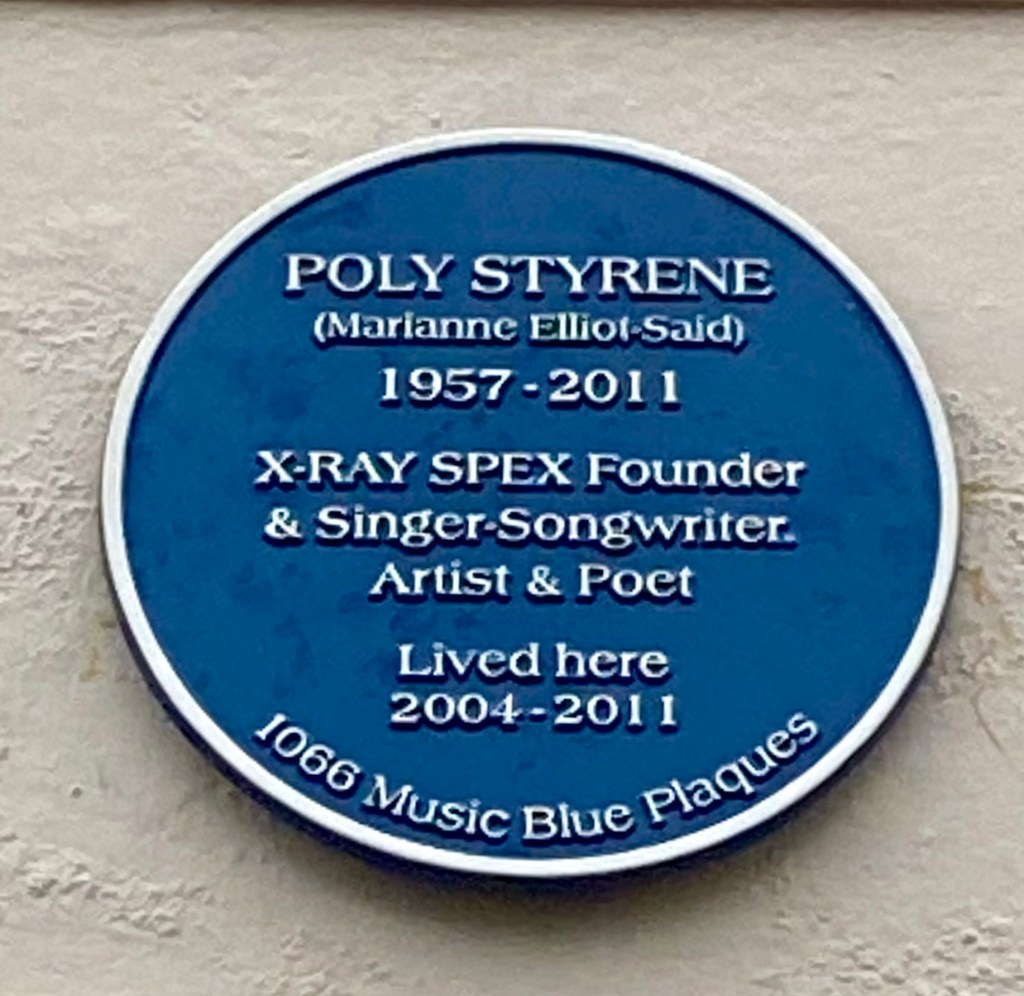 POLY STYRENE
(Marianne Elliot-Said)
1957 - 2011
X-RAY SPEX Founder
& Singer-Songwriter.
Artist & Poet
Lived here
2004 - 2011
1066 Music Blue Plaques